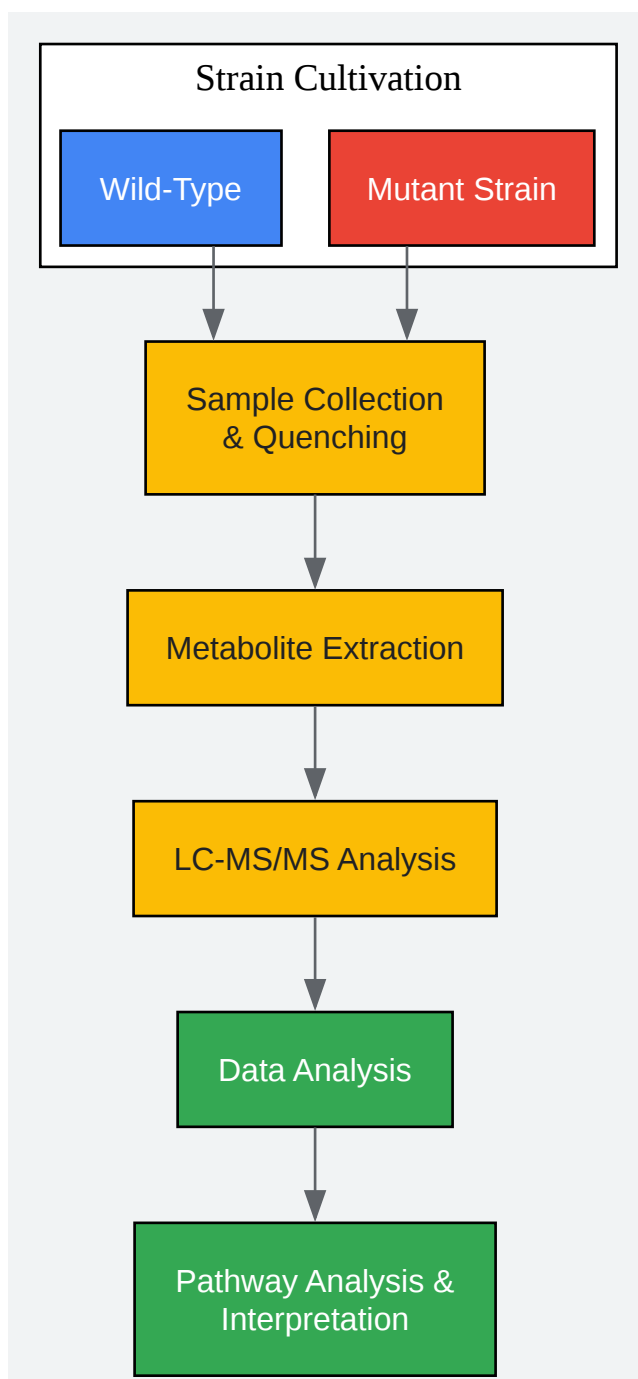 Strain Cultivation
Wild-Type
Mutant Strain
Sample Collection
& Quenching
Metabolite Extraction
LC-MS/MS Analysis
Data Analysis
Pathway Analysis &
Interpretation